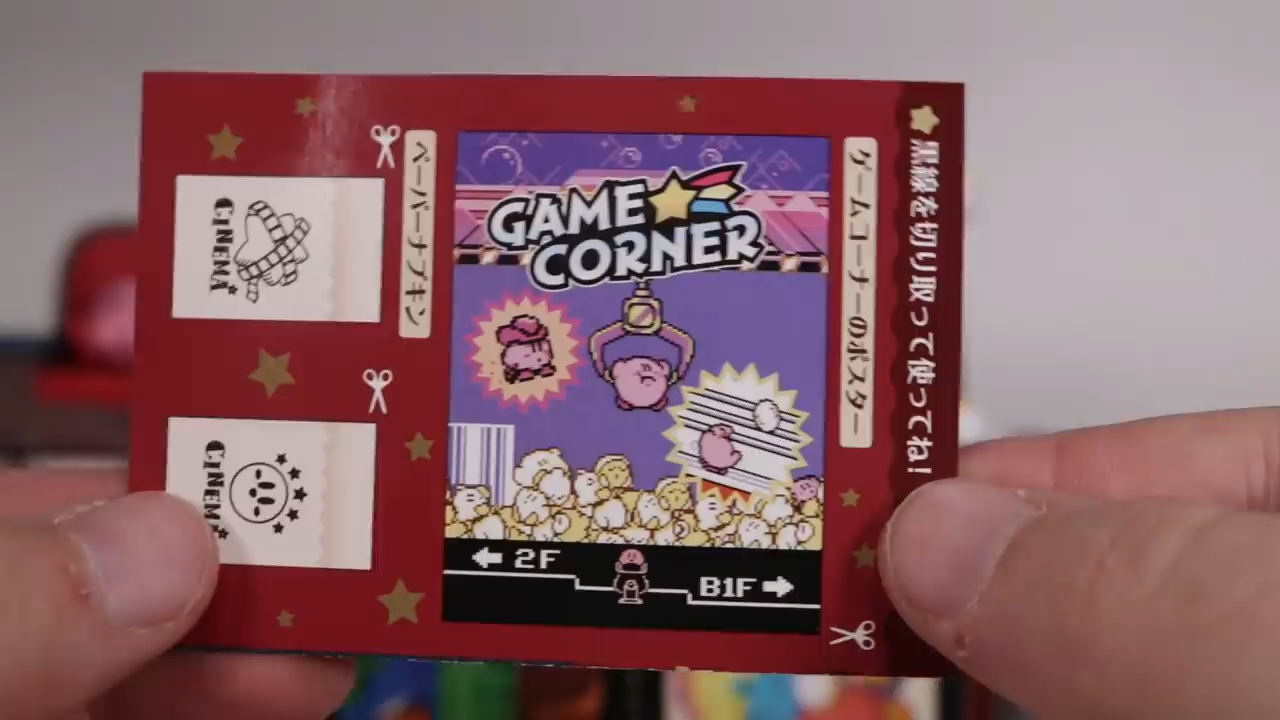 ★黒線を切り取って使ってね!
ゲームコーナーのポスター
GAME
CORNER
← 2F
B1F →
ペーパーナプキン
CINEMA
CINEMA